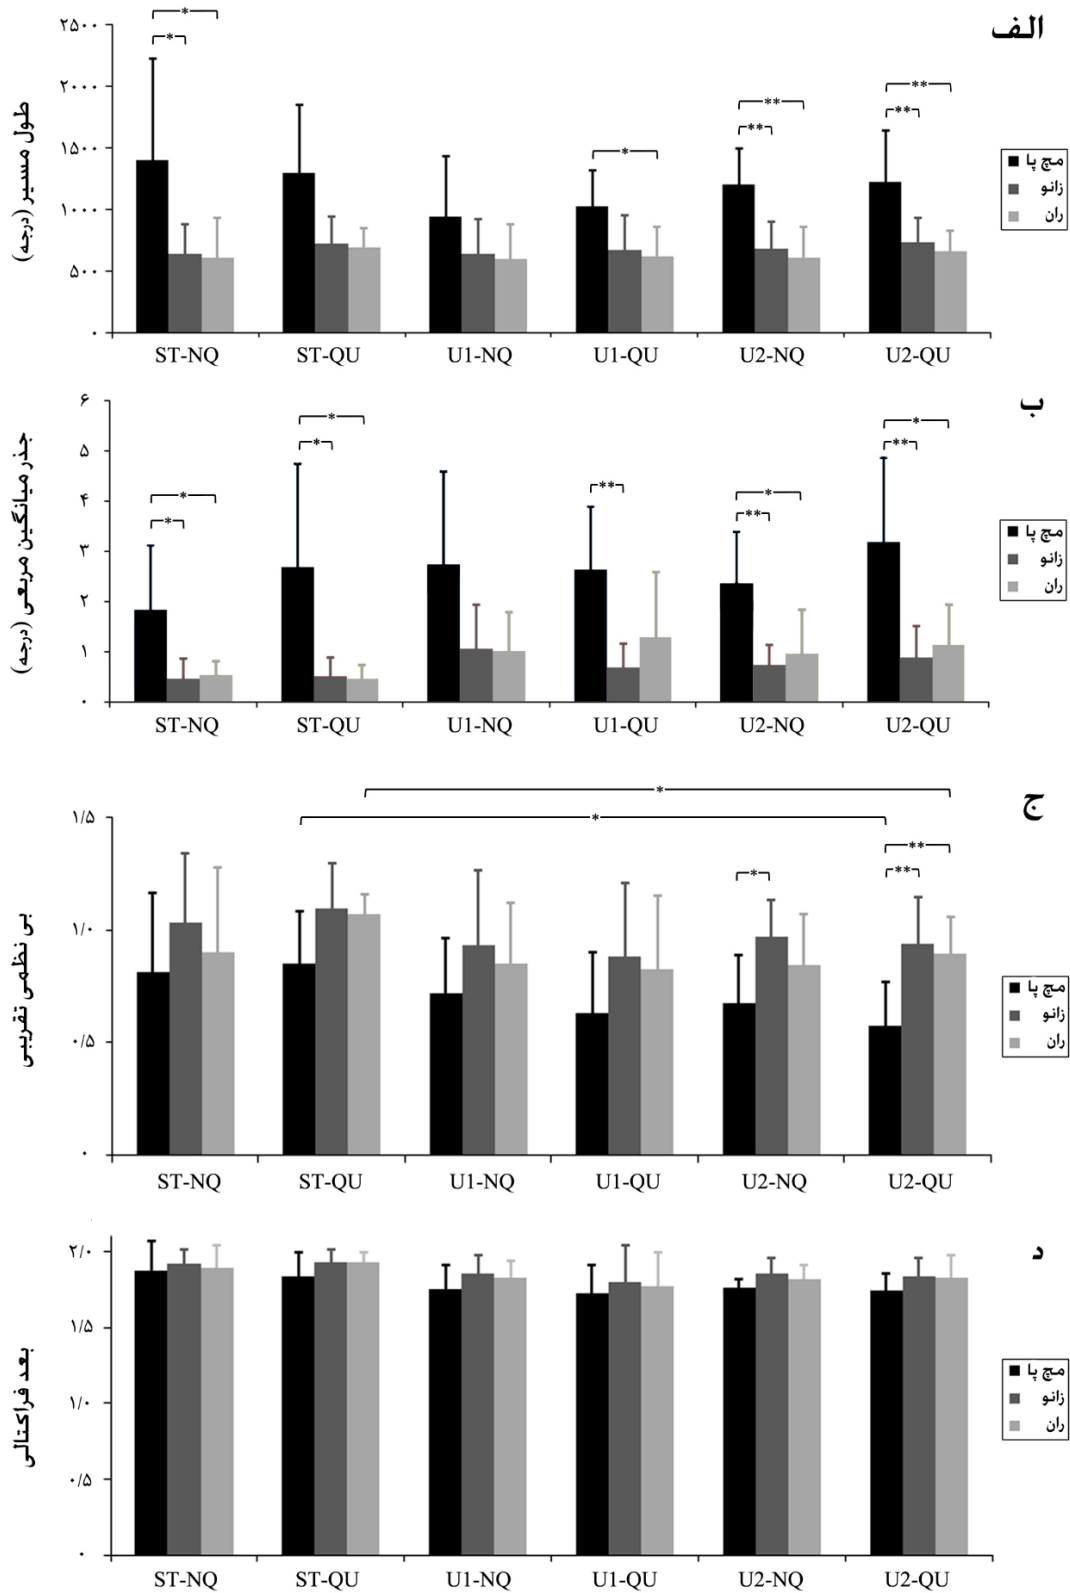 الف
طول مسیر (درجه)
۲۵۰۰
۲۰۰۰
۱۵۰۰
۱۰۰۰
۵۰۰
۰
* * * ** ** ** **
مچ پا
زانو
ران
ST-NQ ST-QU U1-NQ U1-QU U2-NQ U2-QU
ب
جذر میانگین مربعی (درجه)
۶
۵
۴
۳
۲
۱
۰
* * * * ** * ** * **
مچ پا
زانو
ران
ST-NQ ST-QU U1-NQ U1-QU U2-NQ U2-QU
ج
بی نظمی تقریبی
۱/۵
۱/۰
۰/۵
۰
* * * ** **
مچ پا
زانو
ران
ST-NQ ST-QU U1-NQ U1-QU U2-NQ U2-QU
د
بعد فراکتالی
۲/۰
۱/۵
۱/۰
۰/۵
۰
مچ پا
زانو
ران
ST-NQ ST-QU U1-NQ U1-QU U2-NQ U2-QU